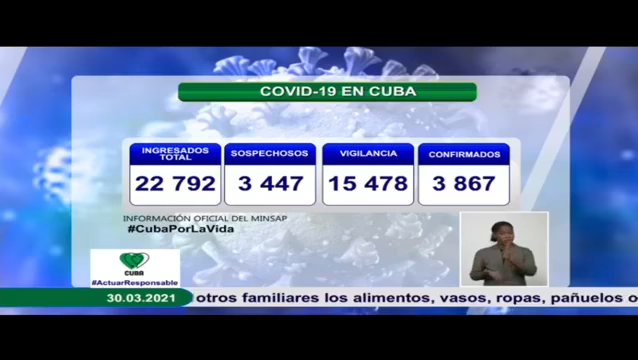 COVID-19 EN CUBA
INGRESADOS TOTAL
22 792
SOSPECHOSOS
3 447
VIGILANCIA
15 478
CONFIRMADOS
3 867
INFORMACIÓN OFICIAL DEL MINSAP
#CubaPorLaVida
CUBA
#ActuarResponsable
30.03.2021
otros familiares los alimentos, vasos, ropas, pañuelos o